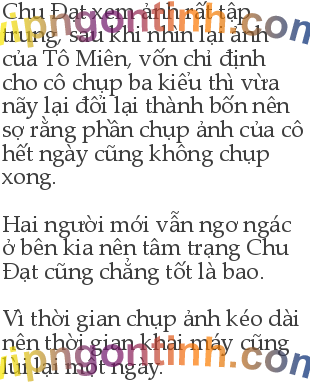 Chu Đạt xem ảnh rất tập
trung, sau khi nhìn lại ảnh
của Tô Miên, vốn chỉ định
cho cô chụp ba kiểu thì vừa
nãy lại đổi lại thành bốn nên
sợ rằng phần chụp ảnh của cô
hết ngày cũng không chụp
xong.
Hai người mới vẫn ngơ ngác
ở bên kia nên tâm trạng Chu
Đạt cũng chẳng tốt là bao.
Vì thời gian chụp ảnh kéo dài
nên thời gian khai máy cũng
lùi lại một ngày.
vipngontinh.com
vipngontinh.com